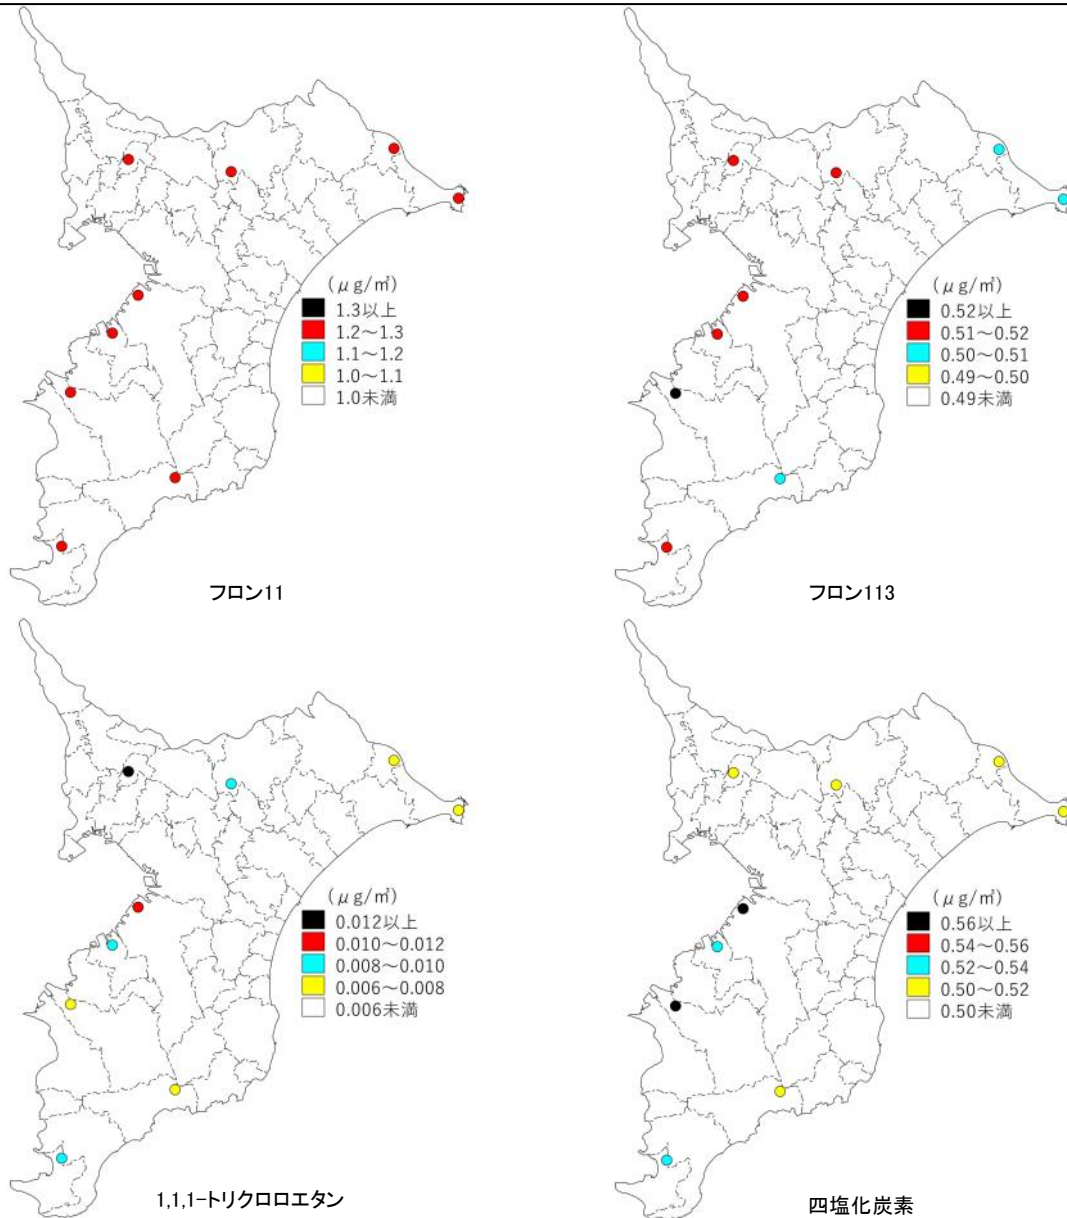 (μg/㎥)
1.3以上
1.2～1.3
1.1～1.2
1.0～1.1
1.0未満
フロン11
(μg/㎥)
0.52以上
0.51～0.52
0.50～0.51
0.49～0.50
0.49未満
フロン113
(μg/㎥)
0.012以上
0.010～0.012
0.008～0.010
0.006～0.008
0.006未満
1,1,1-トリクロロエタン
(μg/㎥)
0.56以上
0.54～0.56
0.52～0.54
0.50～0.52
0.50未満
四塩化炭素